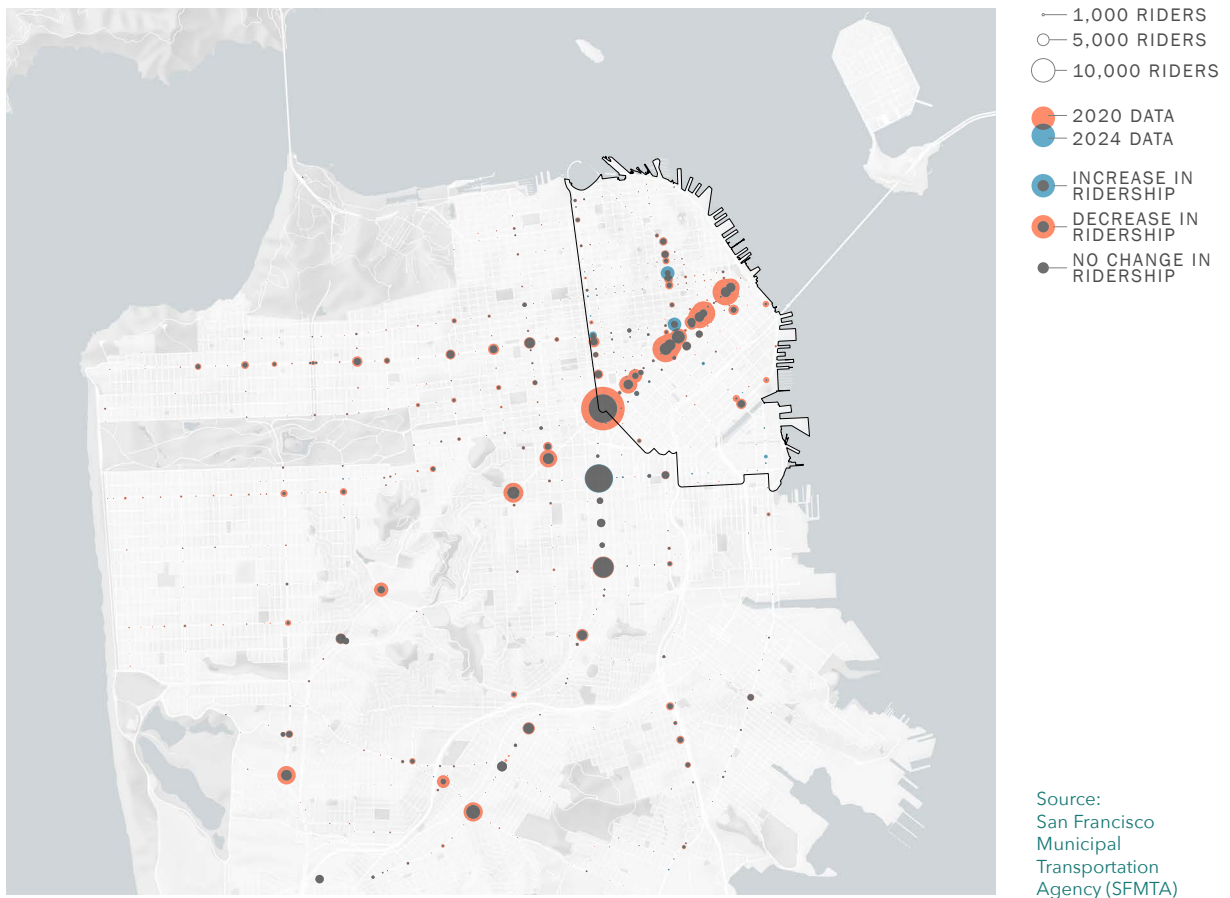 1,000 RIDERS
5,000 RIDERS
10,000 RIDERS
2020 DATA
2024 DATA
INCREASE IN
RIDERSHIP
DECREASE IN
RIDERSHIP
NO CHANGE IN
RIDERSHIP
Source:
San Francisco
Municipal
Transportation
Agency (SFMTA)